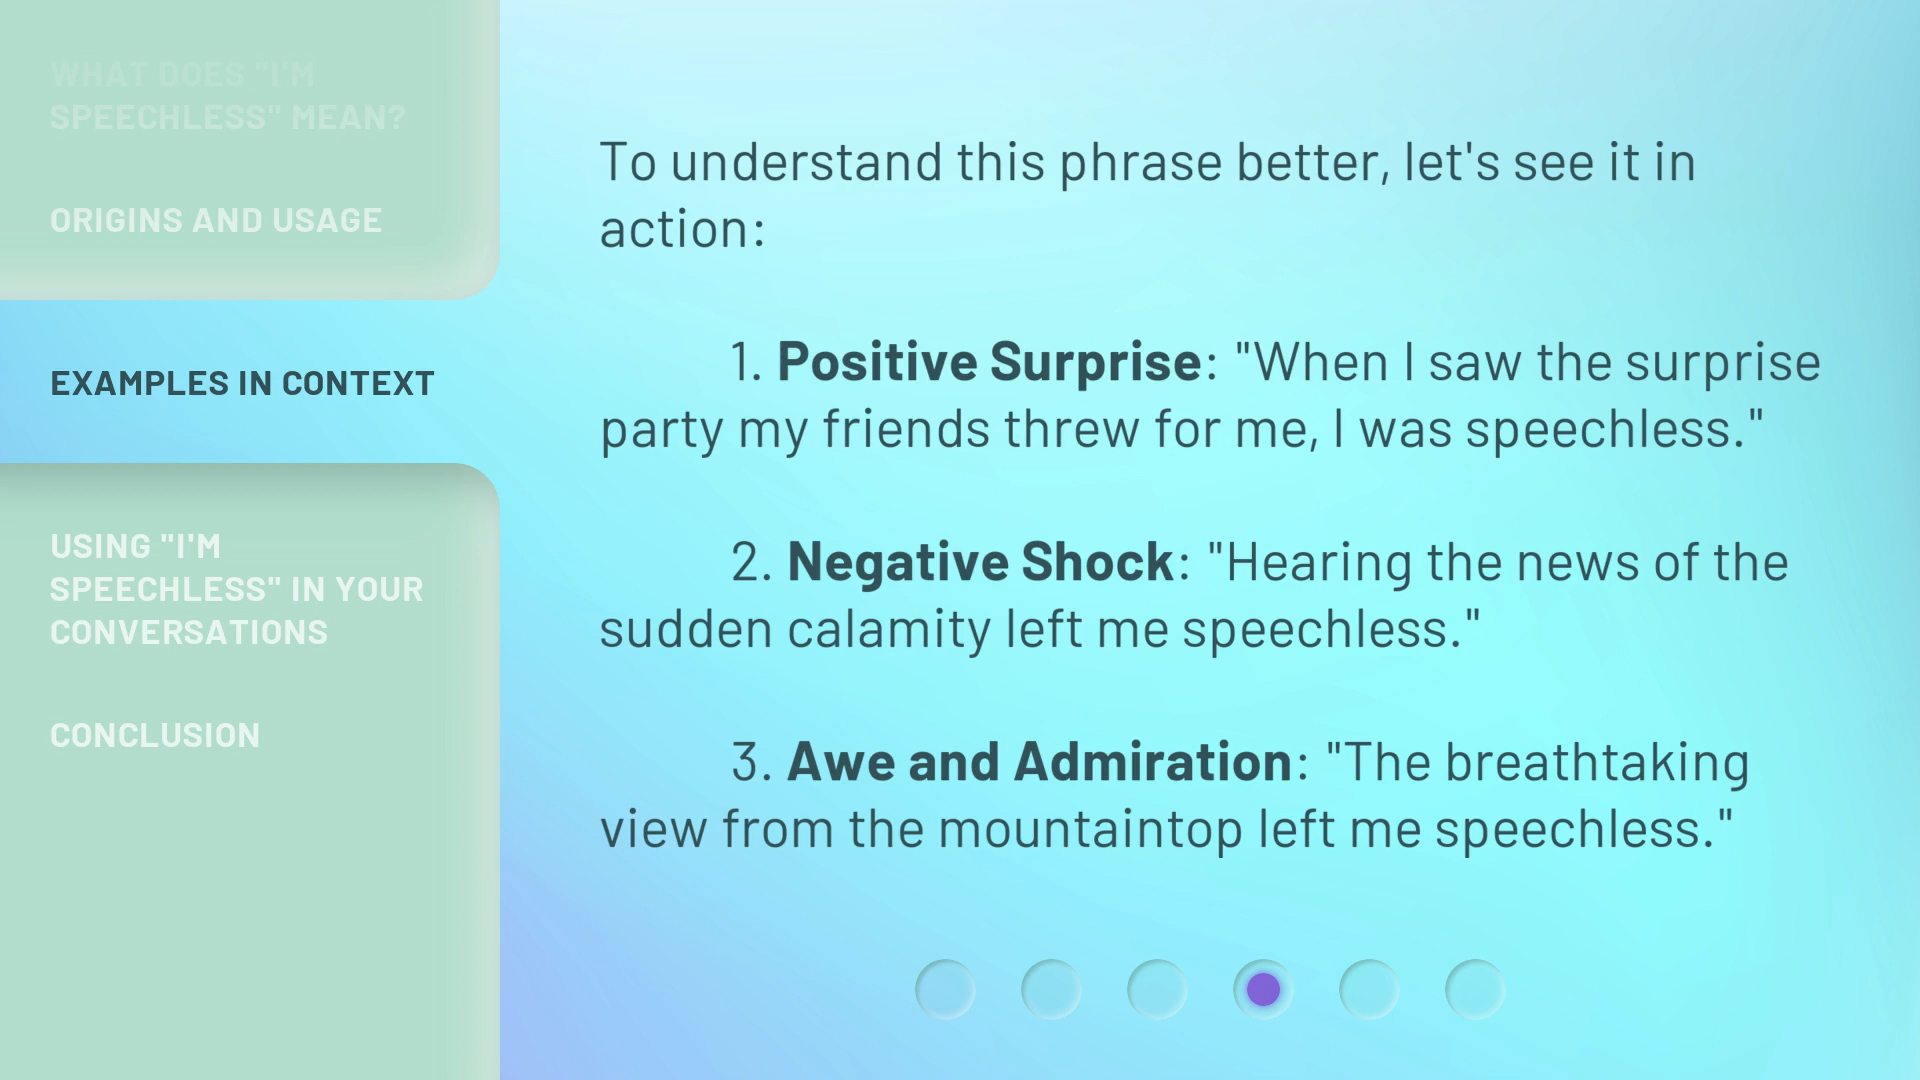 WHAT DOES "I'M
SPEECHLESS" MEAN?
ORIGINS AND USAGE
EXAMPLES IN CONTEXT
USING "I'M
SPEECHLESS" IN YOUR
CONVERSATIONS
CONCLUSION
To understand this phrase better, let's see it in
action:
1. Positive Surprise: "When I saw the surprise
party my friends threw for me, I was speechless."
2. Negative Shock: "Hearing the news of the
sudden calamity left me speechless."
3. Awe and Admiration: "The breathtaking
view from the mountaintop left me speechless."